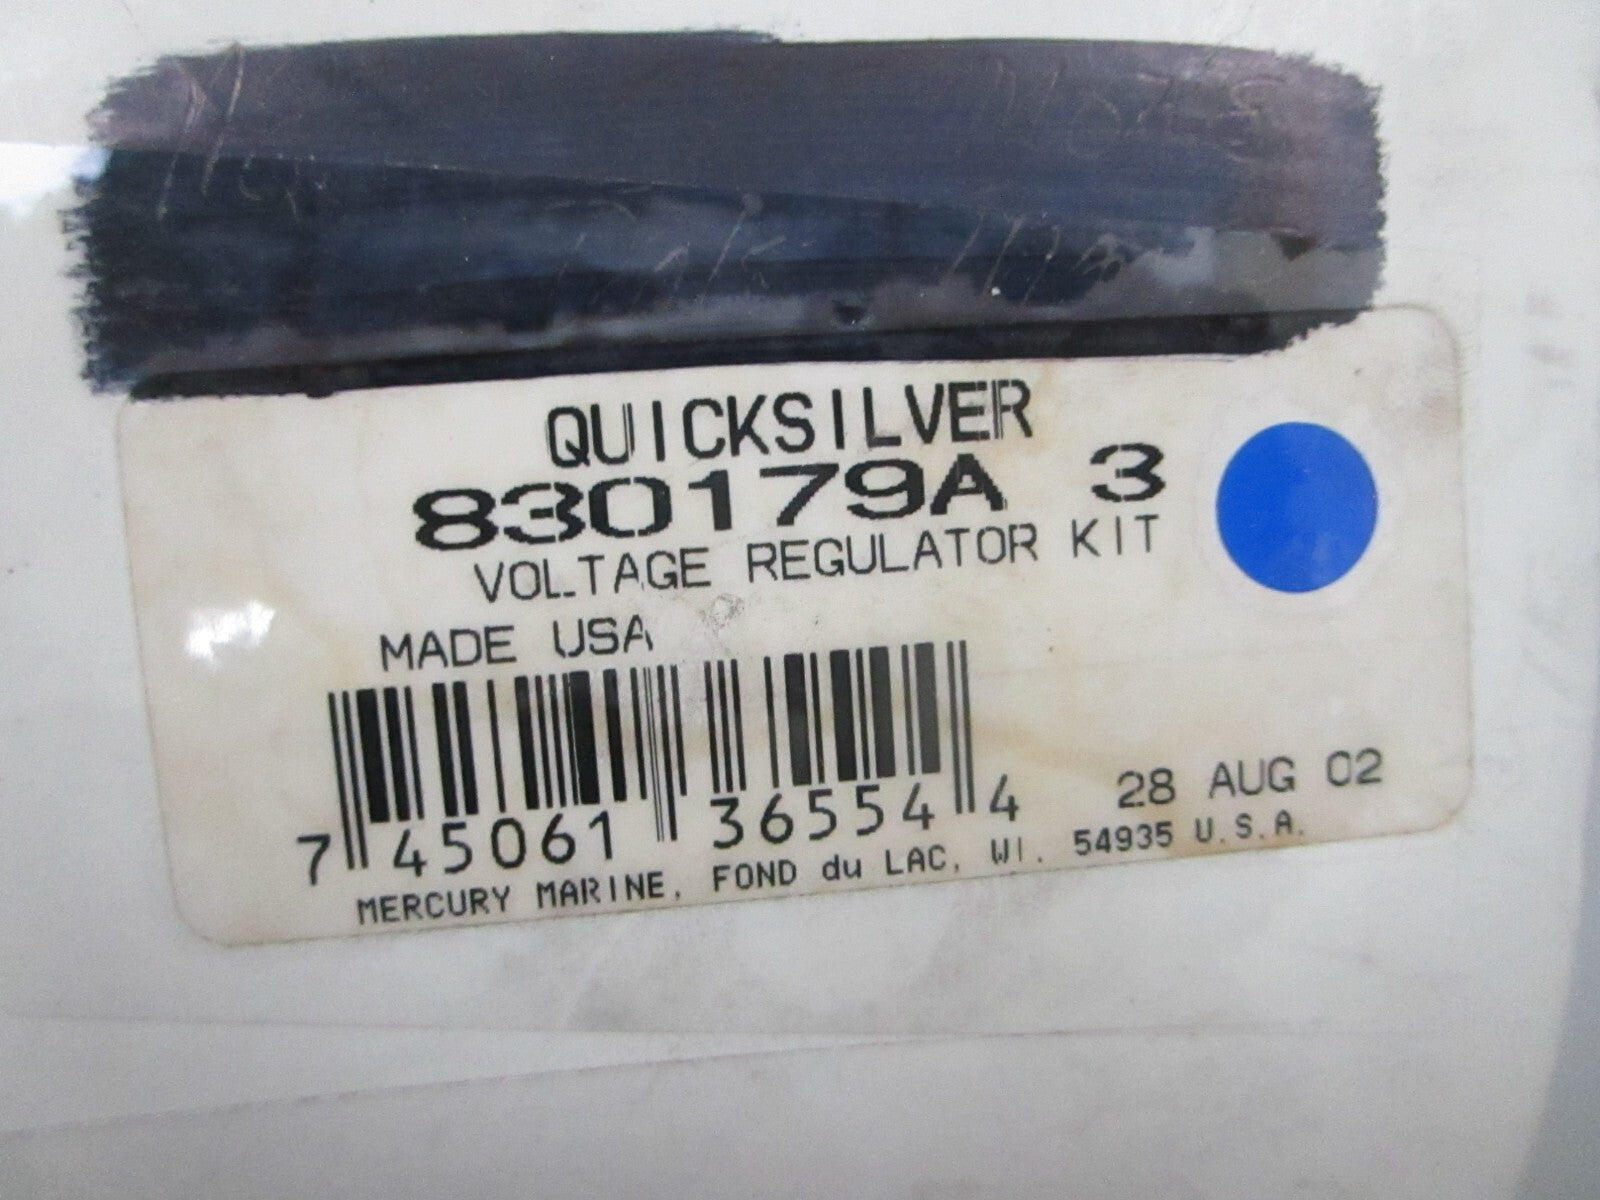 QUICKSILVER
830179A 3
VOLTAGE REGULATOR KIT
MADE USA
7 45061 36554 4
28 AUG 02
MERCURY MARINE, FOND du LAC, WI. 54935 U.S.A.